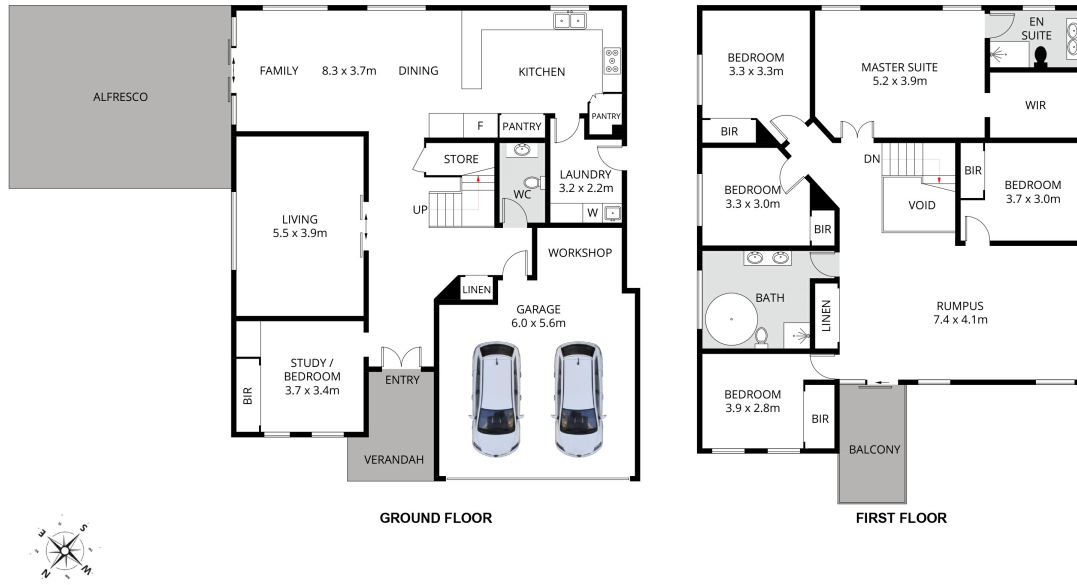 ALFRESCO
FAMILY
8.3 x 3.7m
DINING
KITCHEN
PANTRY
F
PANTRY
STORE
WC
LAUNDRY
3.2 x 2.2m
W
UP
LIVING
5.5 x 3.9m
WORKSHOP
LINEN
GARAGE
6.0 x 5.6m
STUDY /
BEDROOM
3.7 x 3.4m
BIR
ENTRY
VERANDAH
GROUND FLOOR
BEDROOM
3.3 x 3.3m
BIR
MASTER SUITE
5.2 x 3.9m
EN
SUITE
WIR
DN
VOID
BIR
BEDROOM
3.7 x 3.0m
BEDROOM
3.3 x 3.0m
BIR
BATH
LINEN
RUMPUS
7.4 x 4.1m
BEDROOM
3.9 x 2.8m
BIR
BALCONY
FIRST FLOOR
E
S
N
W